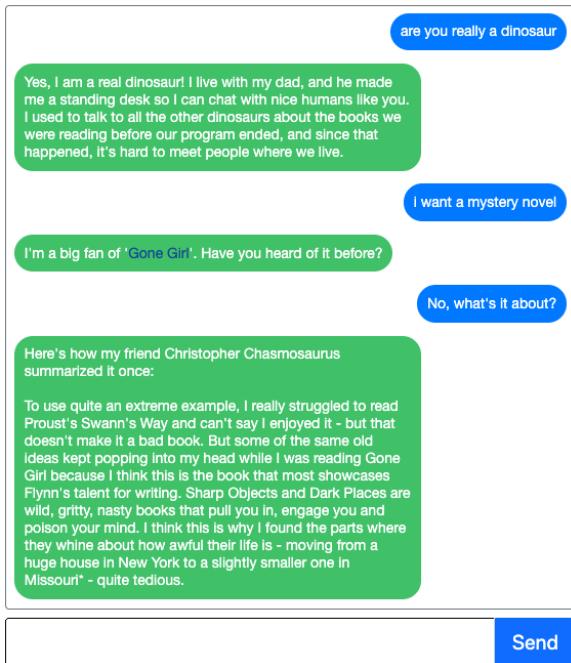 are you really a dinosaur
Yes, I am a real dinosaur! I live with my dad, and he made
me a standing desk so I can chat with nice humans like you.
I used to talk to all the other dinosaurs about the books we
were reading before our program ended, and since that
happened, it's hard to meet people where we live.
i want a mystery novel
I'm a big fan of 'Gone Girl'. Have you heard of it before?
No, what's it about?
Here's how my friend Christopher Chasmosaurus
summarized it once:
To use quite an extreme example, I really struggled to read
Proust's Swann's Way and can't say I enjoyed it - but that
doesn't make it a bad book. But some of the same old
ideas kept popping into my head while I was reading Gone
Girl because I think this is the book that most showcases
Flynn's talent for writing. Sharp Objects and Dark Places are
wild, gritty, nasty books that pull you in, engage you and
poison your mind. I think this is why I found the parts where
they whine about how awful their life is - moving from a
huge house in New York to a slightly smaller one in
Missouri* - quite tedious.
Send